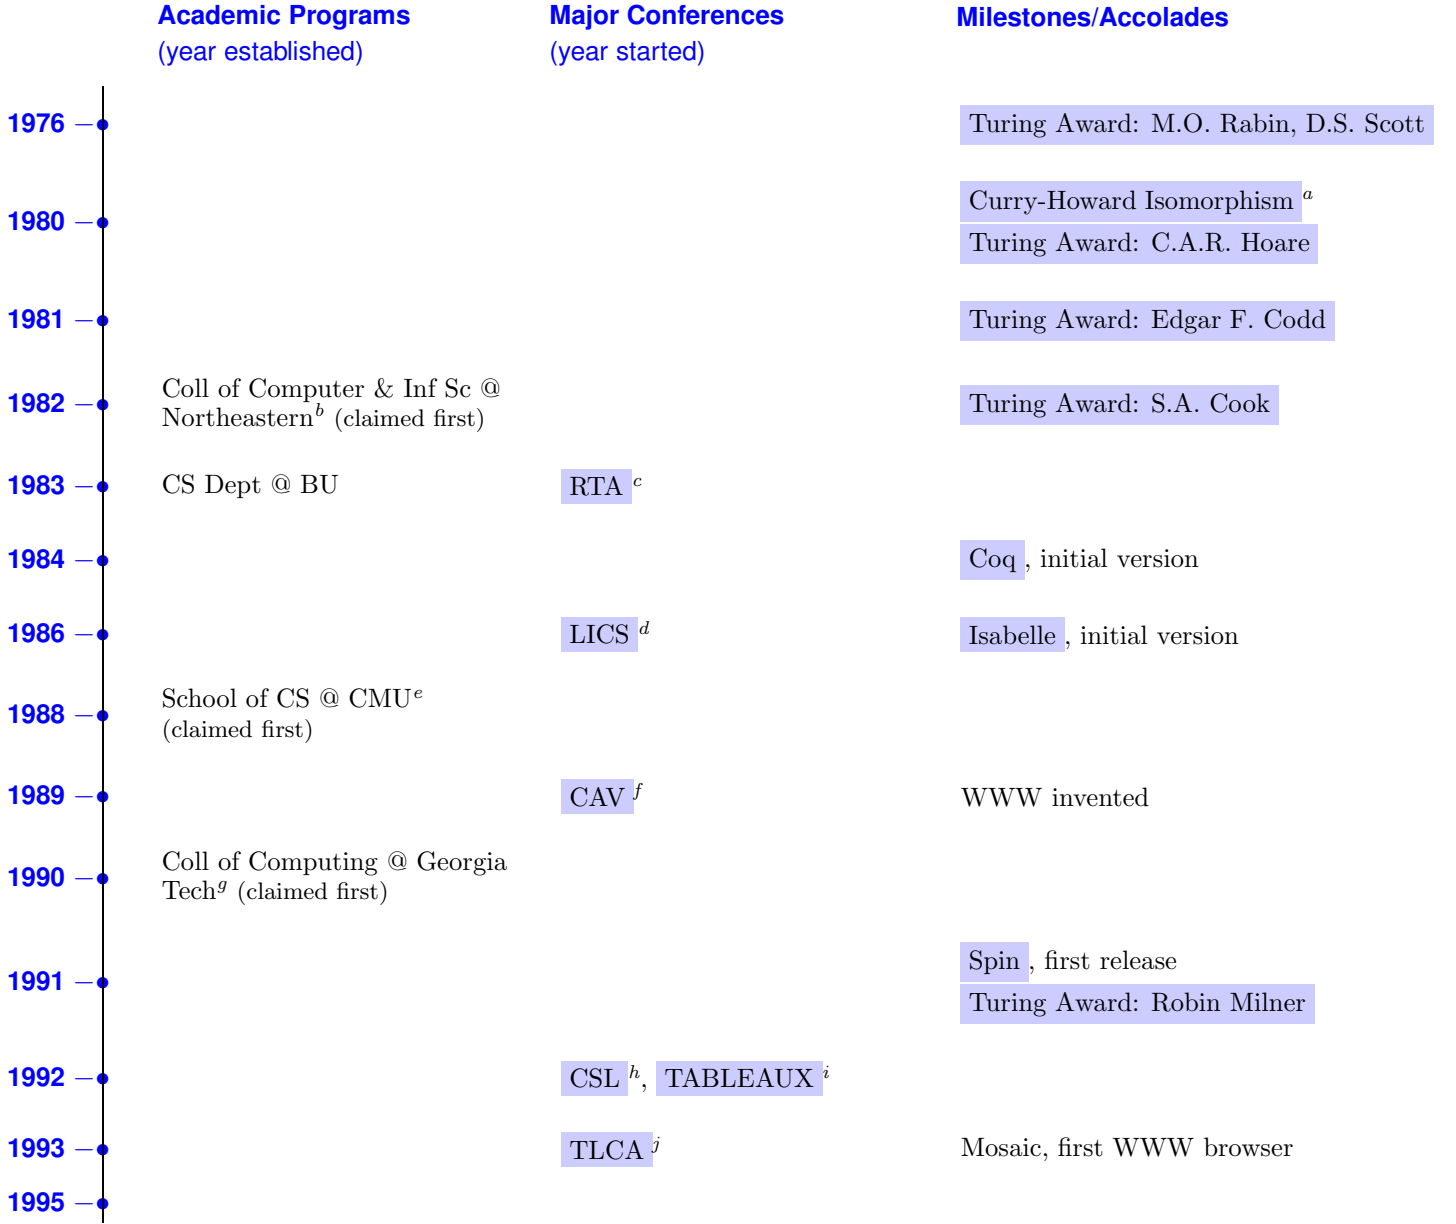 Academic Programs Major Conferences Milestones/Accolades
(year established) (year started)
1976 Turing Award: M.O. Rabin, D.S. Scott
Curry-Howard Isomorphism a
1980
Turing Award: C.A.R. Hoare
1981 Turing Award: Edgar F. Codd
Coll of Computer & Inf Sc @
1982 Turing Award: S.A. Cook
Northeastern b (claimed first)
1983 CS Dept @ BU RTA c
1984 Coq , initial version
1986 LICS d Isabelle , initial version
School of CS @ CMU e
1988
(claimed first)
1989 CAV f WWW invented
Coll of Computing @ Georgia
1990
Tech g (claimed first)
Spin , first release
1991
Turing Award: Robin Milner
1992 CSL h, TABLEAUX i
1993 TLCA j Mosaic, first WWW browser
1995